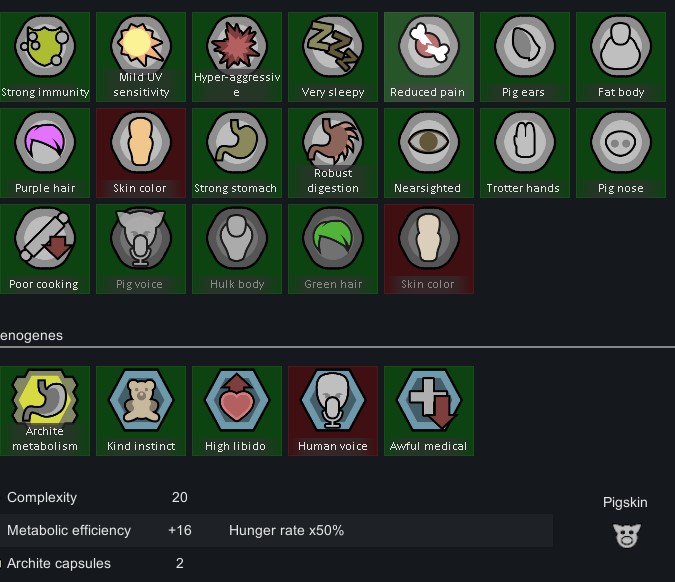 Strong immunity
Mild UV
sensitivity
Hyper-aggressiv
e
Very sleepy
Reduced pain
Pig ears
Fat body
Purple hair
Skin color
Strong stomach
Robust
digestion
Nearsighted
Trotter hands
Pig nose
Poor cooking
Pig voice
Hulk body
Green hair
Skin color
enogenes
Archite
metabolism
Kind instinct
High libido
Human voice
Awful medical
Complexity 20
Metabolic efficiency +16 Hunger rate x50%
Archite capsules 2
Pigskin